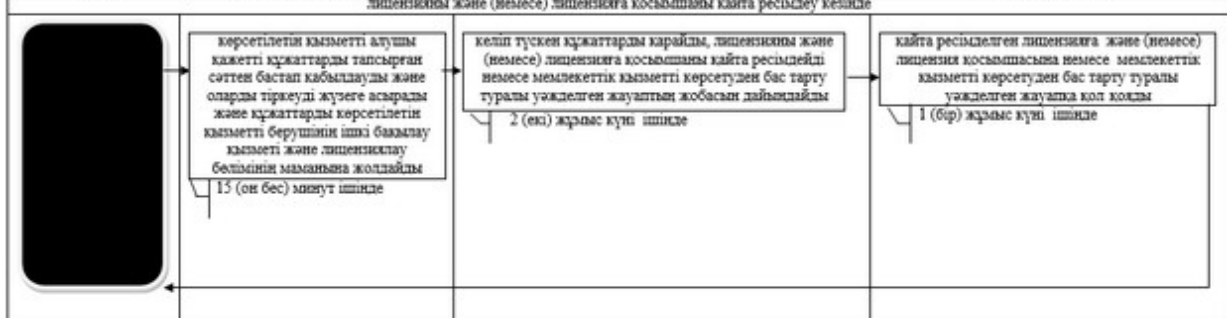 лицензияны және (немесе) лицензияға қосымшаны қайта ресімдеу кезінде
көрсетілетін қызметті алушы
қажетті құжаттарды тапсырған
сәттен бастап қабылдауды және
оларды тіркеуді жүзеге асырады
және құжаттарды көрсетілетін
қызметті берушінің ішкі бақылау
қызметі және лицензиялау
бөлімінің маманына жолдайды
15 (он бес) минут ішінде
келіп түскен құжаттарды қарайды, лицензияны және
(немесе) лицензияға қосымшаны қайта ресімдейді
немесе мемлекеттік қызметті көрсетуден бас тарту
туралы уәжделген жауаптың жобасын дайындайды
2 (екі) жұмыс күні ішінде
қайта ресімделген лицензияға және (немесе)
лицензия қосымшасына немесе мемлекеттік
қызметті көрсетуден бас тарту туралы
уәжделген жауапқа қол қояды
1 (бір) жұмыс күні ішінде